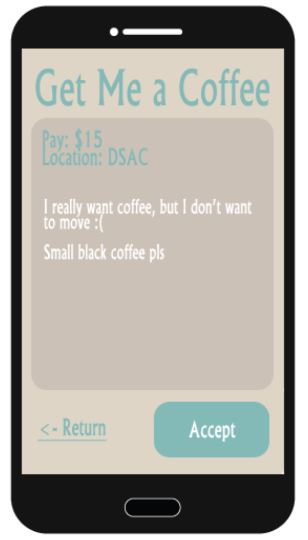 Get Me a Coffee
Pay: $15
Location: DSAC
I really want coffee, but I don't want
to move :(
Small black coffee pls
<- Return
Accept